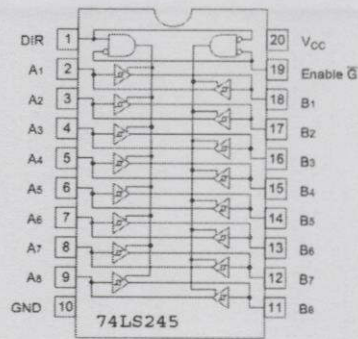 DIR 1 20 VCC
A1 2 19 Enable G̅
A2 3 18 B1
A3 4 17 B2
A4 5 16 B3
A5 6 15 B4
A6 7 14 B5
A7 8 13 B6
A8 9 12 B7
GND 10 11 B8
74LS245